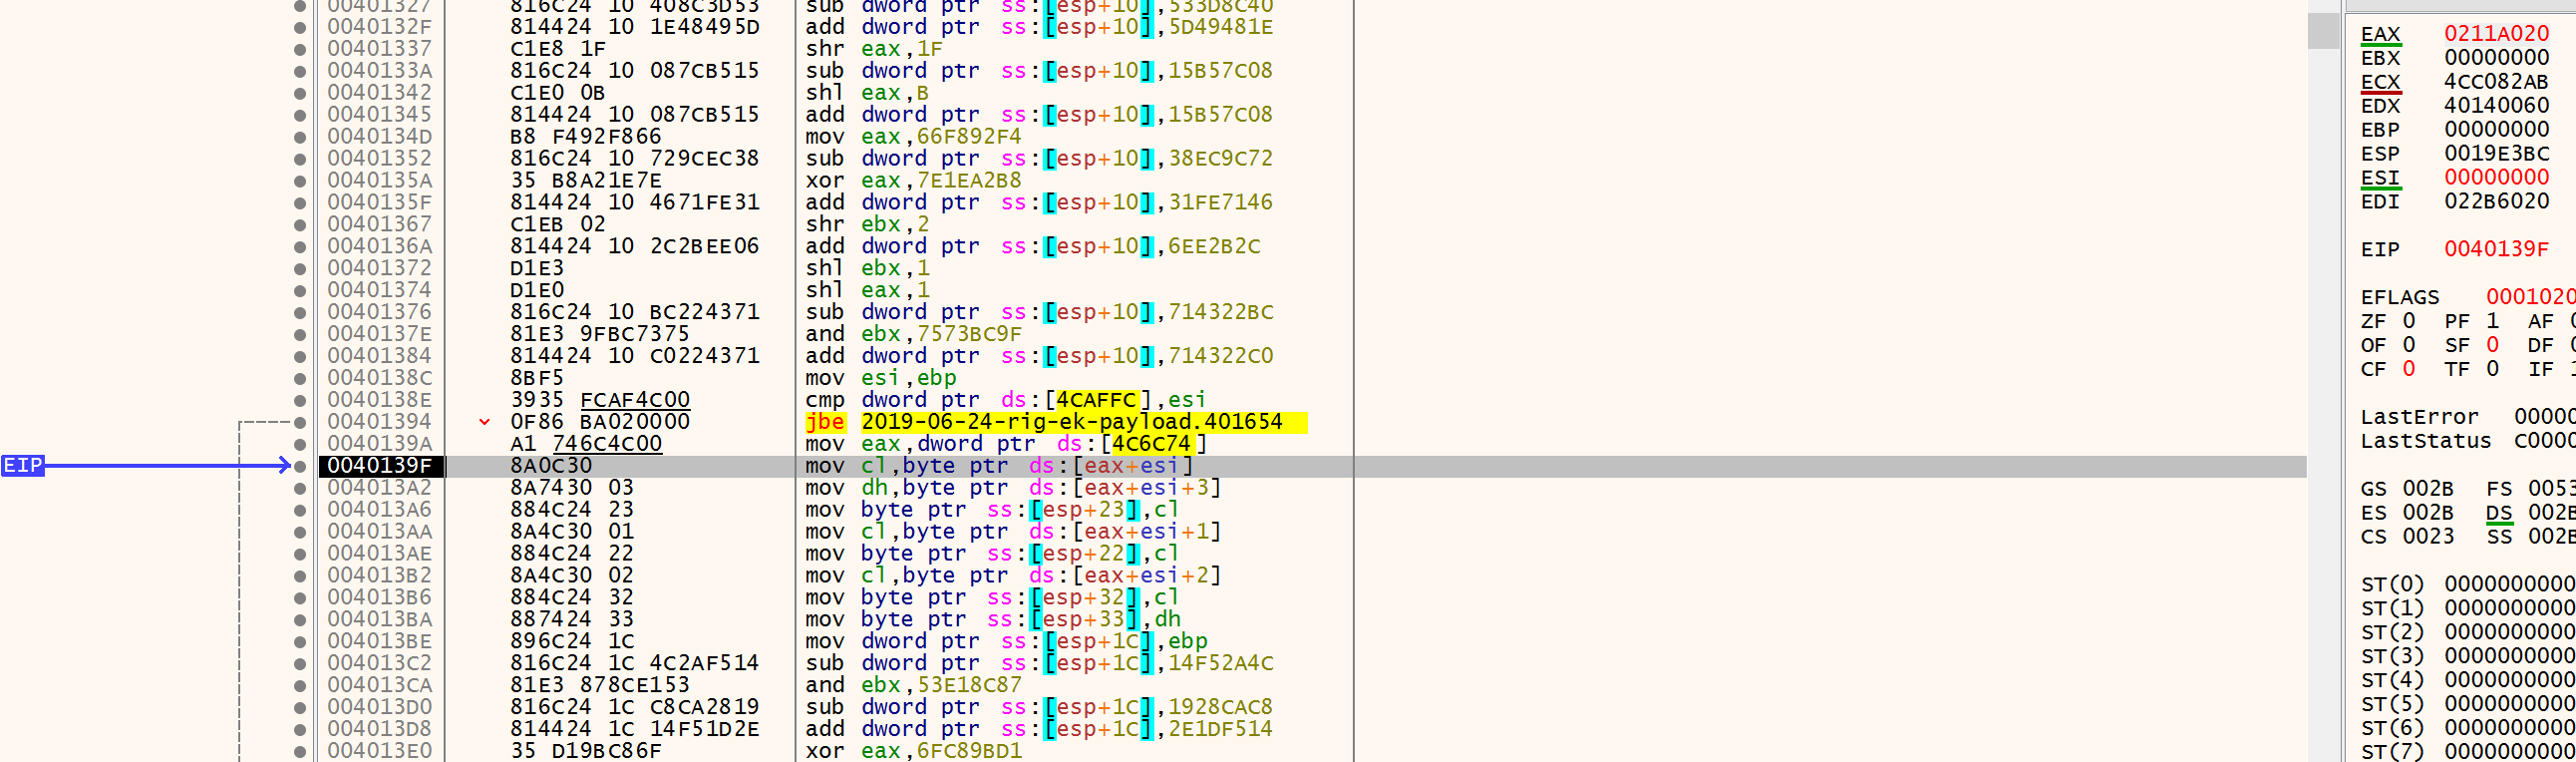 00401327 816C24 10 408C3D53 sub dword ptr ss:[esp+10],533D8C40
0040132F 814424 10 1E48495D add dword ptr ss:[esp+10],5D49481E
00401337 C1E8 1F shr eax,1F
0040133A 816C24 10 087CB515 sub dword ptr ss:[esp+10],15B57C08
00401342 C1E0 0B shl eax,B
00401345 814424 10 087CB515 add dword ptr ss:[esp+10],15B57C08
0040134D B8 F492F866 mov eax,66F892F4
00401352 816C24 10 729CEC38 sub dword ptr ss:[esp+10],38EC9C72
0040135A 35 B8A21E7E xor eax,7E1EA2B8
0040135F 814424 10 4671FE31 add dword ptr ss:[esp+10],31FE7146
00401367 C1EB 02 shr ebx,2
0040136A 814424 10 2C2BEE06 add dword ptr ss:[esp+10],6EE2B2C
00401372 D1E3 shl ebx,1
00401374 D1E0 shl eax,1
00401376 816C24 10 BC224371 sub dword ptr ss:[esp+10],714322BC
0040137E 81E3 9FBC7375 and ebx,7573BC9F
00401384 814424 10 C0224371 add dword ptr ss:[esp+10],714322C0
0040138C 8BF5 mov esi,ebp
0040138E 3935 FCAF4C00 cmp dword ptr ds:[4CAFFC],esi
00401394 0F86 BA020000 jbe 2019-06-24-rig-ek-payload.401654
0040139A A1 746C4C00 mov eax,dword ptr ds:[4C6C74]
EIP 0040139F 8A0C30 mov cl,byte ptr ds:[eax+esi]
004013A2 8A7430 03 mov dh,byte ptr ds:[eax+esi+3]
004013A6 884C24 23 mov byte ptr ss:[esp+23],cl
004013AA 8A4C30 01 mov cl,byte ptr ds:[eax+esi+1]
004013AE 884C24 22 mov byte ptr ss:[esp+22],cl
004013B2 8A4C30 02 mov cl,byte ptr ds:[eax+esi+2]
004013B6 884C24 32 mov byte ptr ss:[esp+32],cl
004013BA 887424 33 mov byte ptr ss:[esp+33],dh
004013BE 896C24 1C mov dword ptr ss:[esp+1C],ebp
004013C2 816C24 1C 4C2AF514 sub dword ptr ss:[esp+1C],14F52A4C
004013CA 81E3 878CE153 and ebx,53E18C87
004013D0 816C24 1C C8CA2819 sub dword ptr ss:[esp+1C],1928CAC8
004013D8 814424 1C 14F51D2E add dword ptr ss:[esp+1C],2E1DF514
004013E0 35 D19BC86F xor eax,6FC89BD1
EAX 0211A020
EBX 00000000
ECX 4CC082AB
EDX 40140060
EBP 00000000
ESP 0019E3BC
ESI 00000000
EDI 022B6020
EIP 0040139F
EFLAGS 0001020
ZF 0 PF 1 AF 0
OF 0 SF 0 DF 0
CF 0 TF 0 IF 1
LastError 00000
LastStatus C0000
GS 002B FS 0053
ES 002B DS 002B
CS 0023 SS 002B
ST(0) 0000000000
ST(1) 0000000000
ST(2) 0000000000
ST(3) 0000000000
ST(4) 0000000000
ST(5) 0000000000
ST(6) 0000000000
ST(7) 0000000000